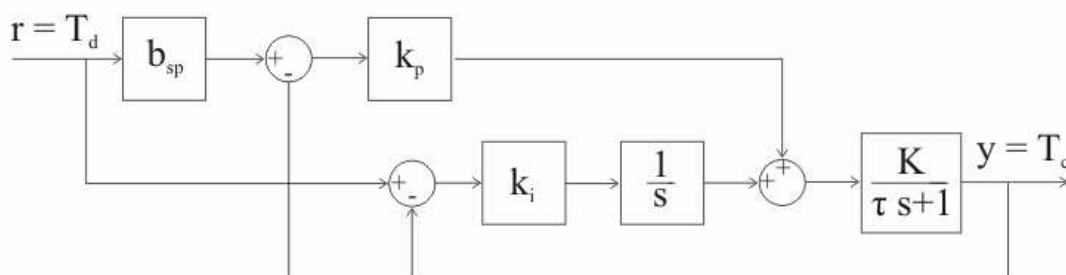 r = T_d
b_sp
+
-
k_p
+
-
k_i
1
s
+
+
K
τ s+1
y = T_c